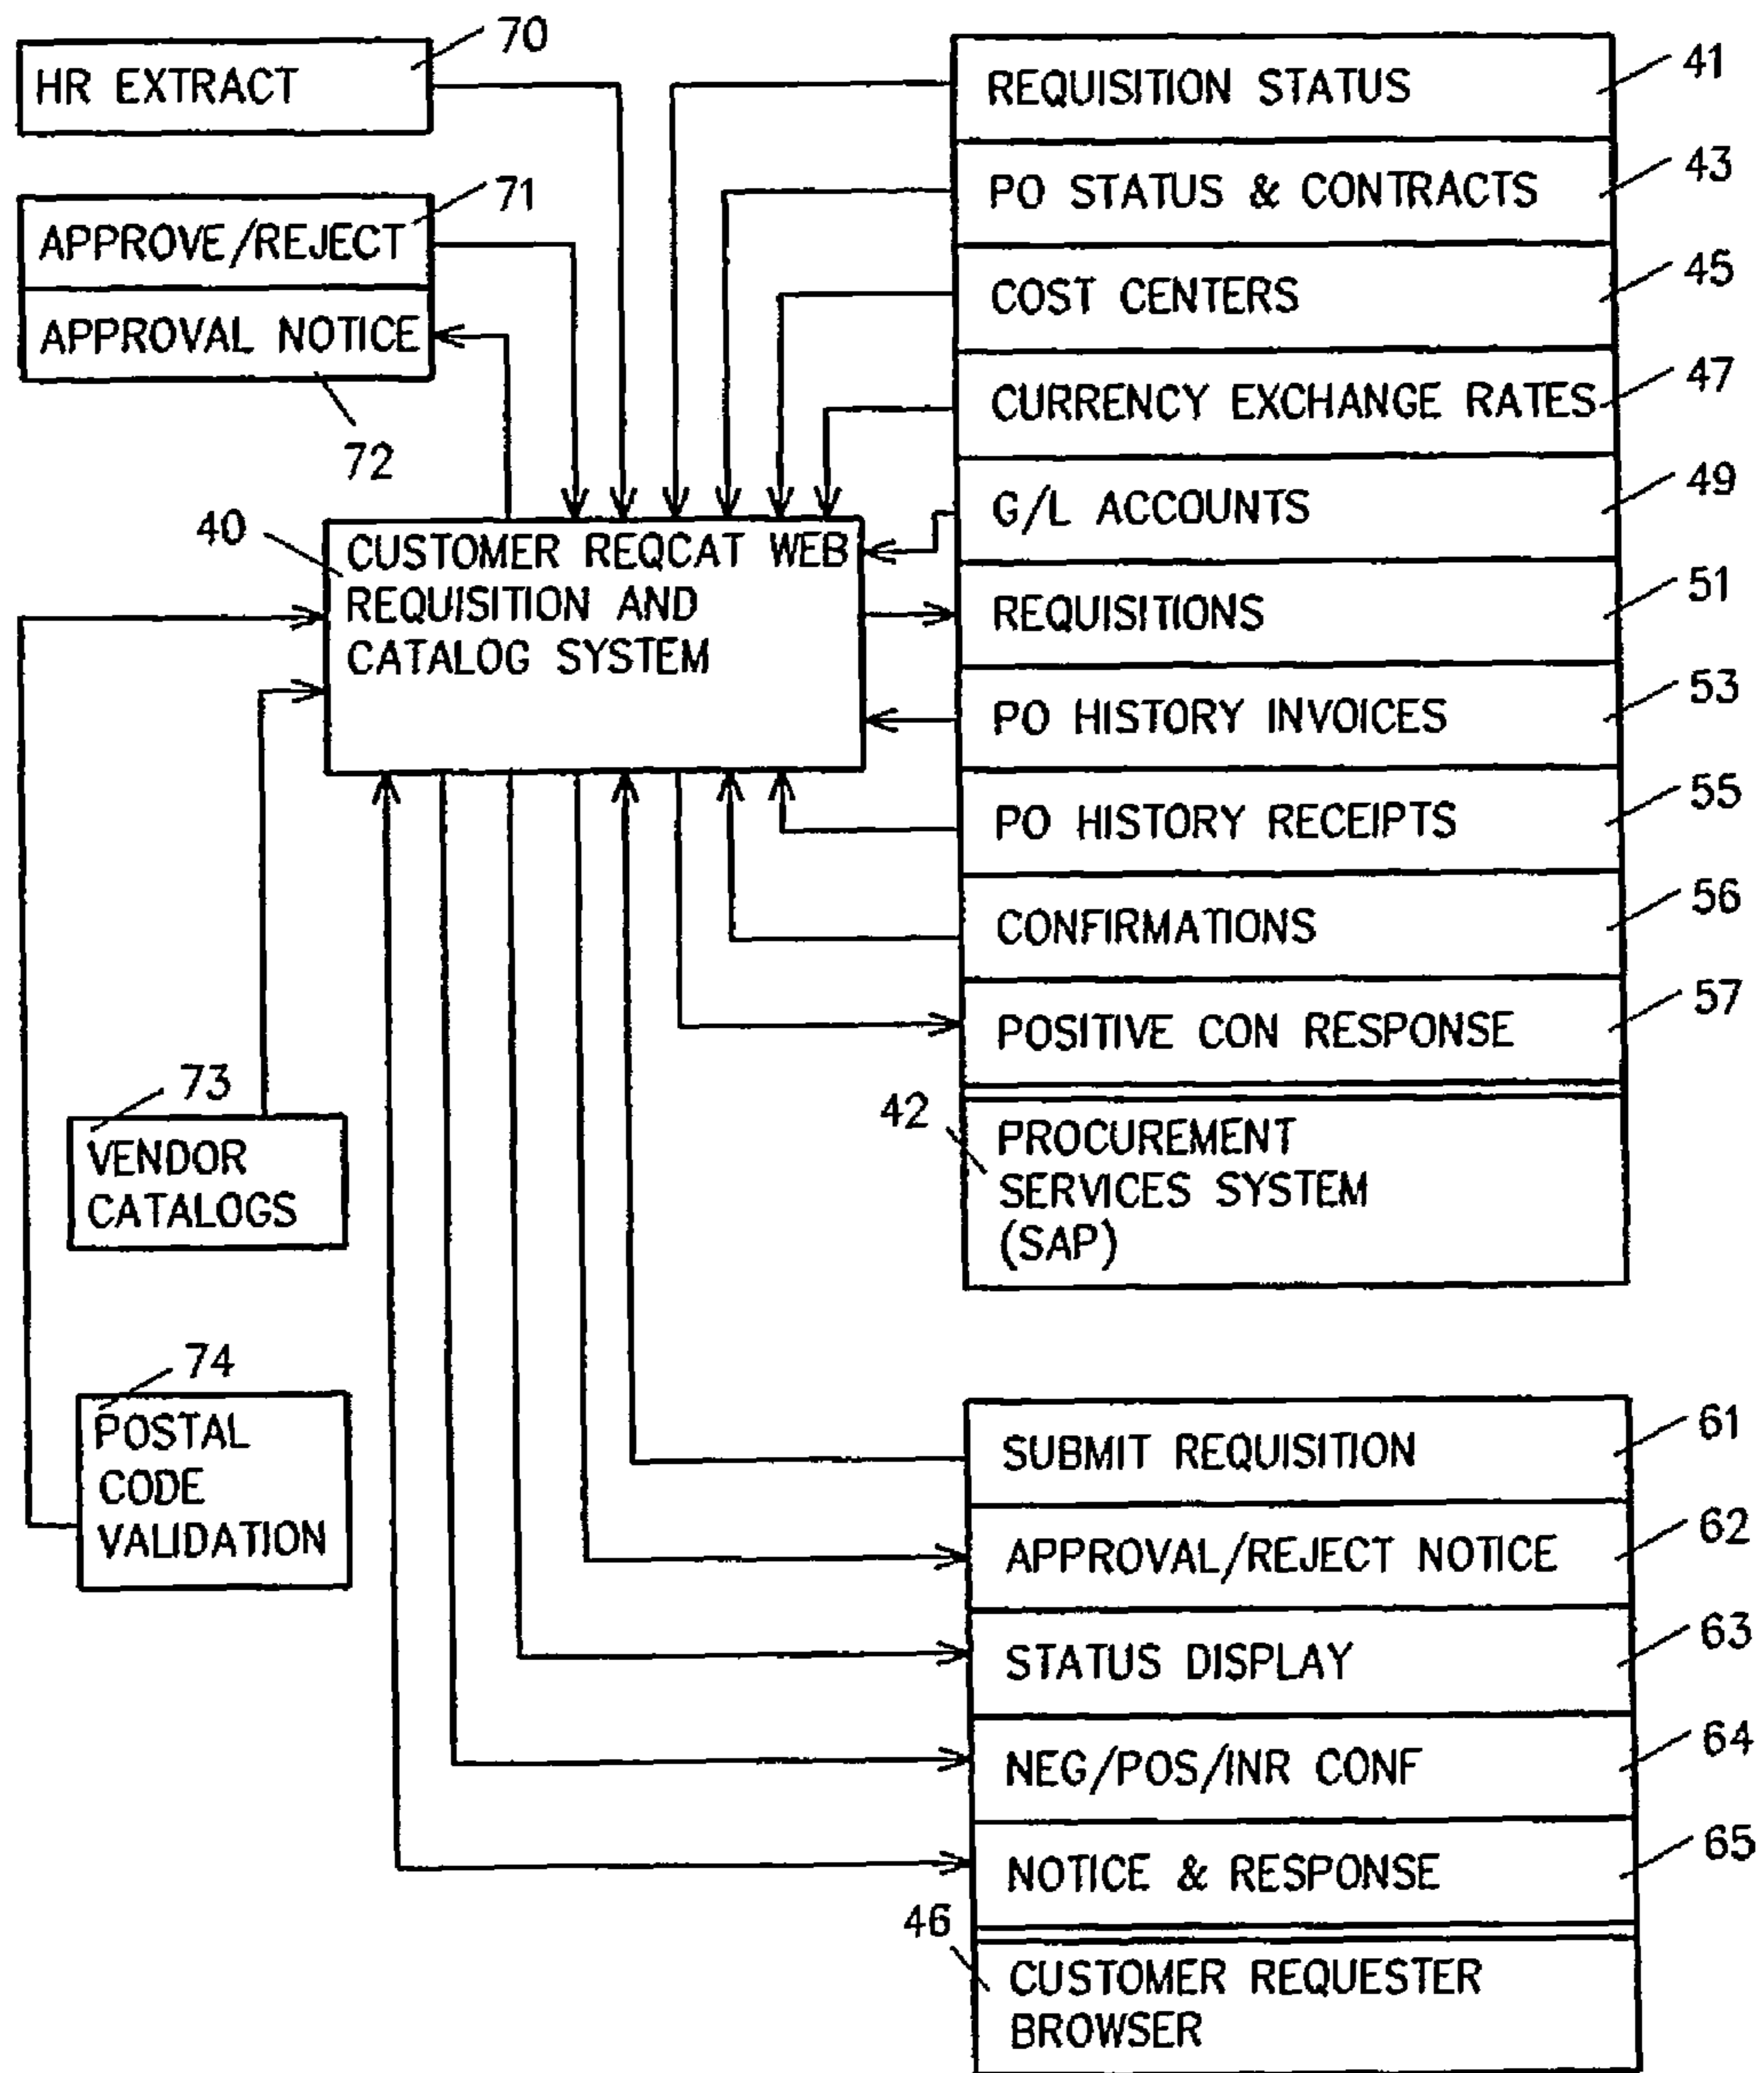 70
HR EXTRACT
71
APPROVE/REJECT
APPROVAL NOTICE
72
40
CUSTOMER REQCAT WEB
REQUISITION AND
CATALOG SYSTEM
73
VENDOR
CATALOGS
74
POSTAL
CODE
VALIDATION
REQUISITION STATUS
41
PO STATUS & CONTRACTS
43
COST CENTERS
45
CURRENCY EXCHANGE RATES
47
G/L ACCOUNTS
49
REQUISITIONS
51
PO HISTORY INVOICES
53
PO HISTORY RECEIPTS
55
CONFIRMATIONS
56
POSITIVE CON RESPONSE
57
42
PROCUREMENT
SERVICES SYSTEM
(SAP)
SUBMIT REQUISITION
61
APPROVAL/REJECT NOTICE
62
STATUS DISPLAY
63
NEG/POS/INR CONF
64
NOTICE & RESPONSE
65
46
CUSTOMER REQUESTER
BROWSER